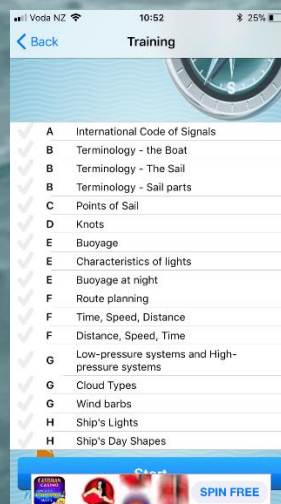 Voda NZ 10:52 25%
Back Training
A International Code of Signals
B Terminology - the Boat
B Terminology - The Sail
B Terminology - Sail parts
C Points of Sail
D Knots
E Buoyage
E Characteristics of lights
E Buoyage at night
F Route planning
F Time, Speed, Distance
F Distance, Speed, Time
G Low-pressure systems and High-
pressure systems
G Cloud Types
G Wind barbs
H Ship's Lights
H Ship's Day Shapes
Start
CASINO
SPIN FREE